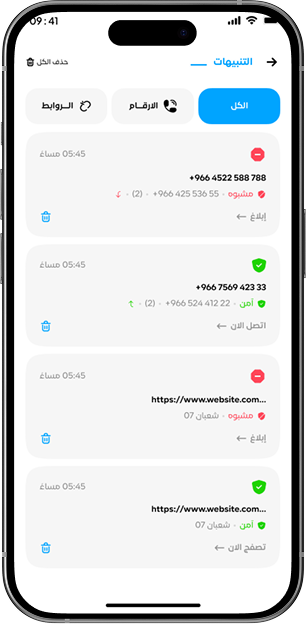 09:41
التنبيهات
حذف الكل
الكل
الارقـــام
الـــروابط
05:45 مساءً
+966 4522 588 788
مشبوه · +966 425 536 55 · (2) ·
إبلاغ ←
05:45 مساءً
+966 7569 423 33
آمن · +966 524 412 22 · (2) ·
اتصل الان ←
05:45 مساءً
https://www.website.com...
مشبوه · شعبان 07
إبلاغ ←
05:45 مساءً
https://www.website.com...
آمن · شعبان 07
تصفح الان ←